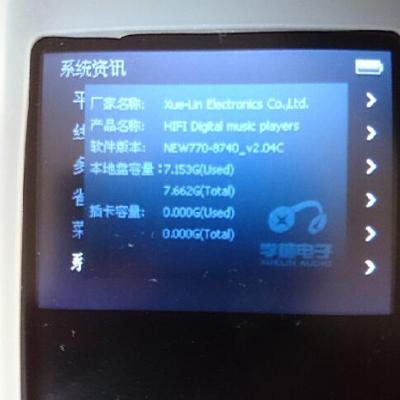 系统资讯
厂家名称: Xue-Lin Electronics Co.,Ltd.
产品名称: HIFI Digital music players
软件版本: NEW770-8740_v2.04C
本地盘容量:7.153G(Used)
7.662G(Total)
插卡容量: 0.000G(Used)
0.000G(Total)
学林电子
XUELIN AUDIO